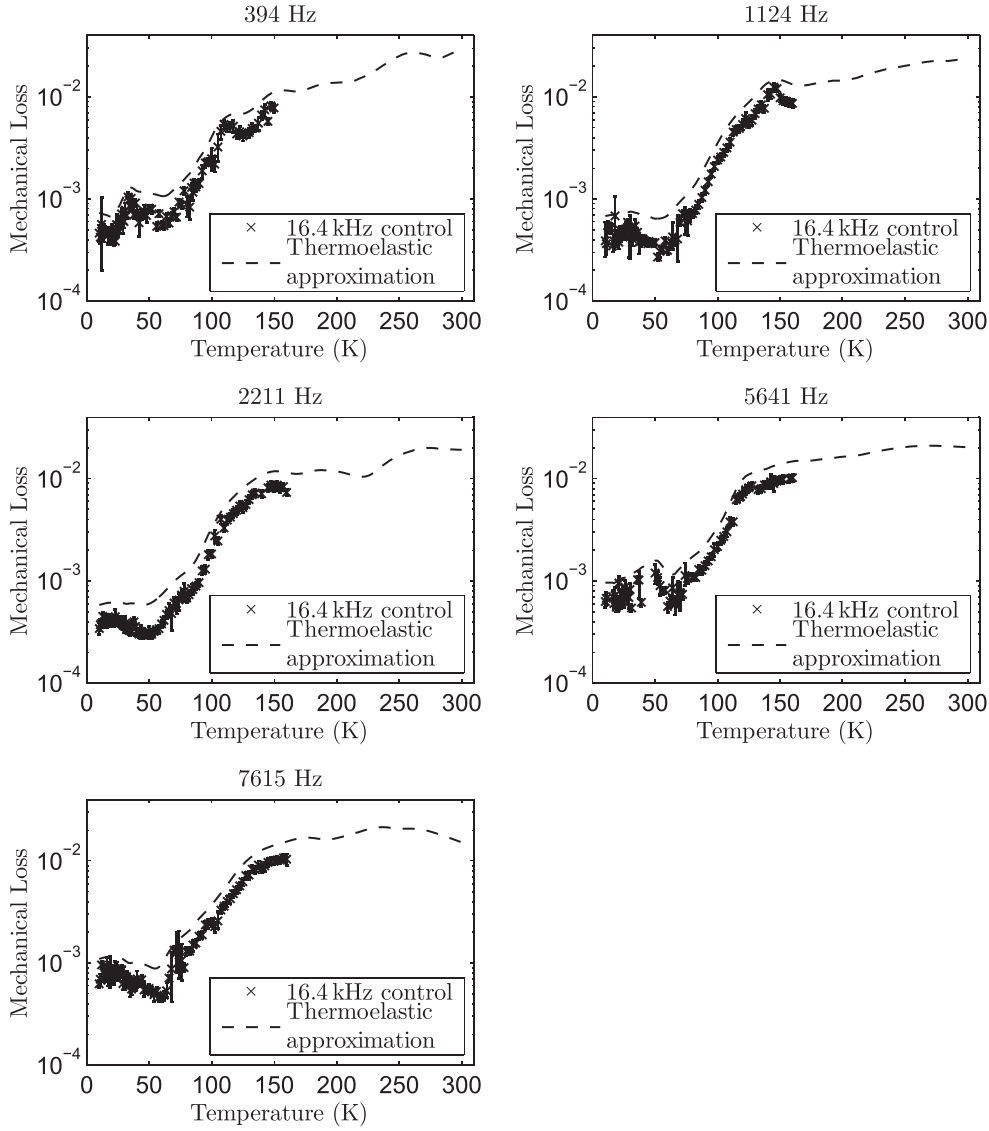 394 Hz
Mechanical Loss
10^-2
10^-3
10^-4
0 50 100 150 200 250 300
Temperature (K)
16.4 kHz control
Thermoelastic
approximation
1124 Hz
Mechanical Loss
10^-2
10^-3
10^-4
0 50 100 150 200 250 300
Temperature (K)
16.4 kHz control
Thermoelastic
approximation
2211 Hz
Mechanical Loss
10^-2
10^-3
10^-4
0 50 100 150 200 250 300
Temperature (K)
16.4 kHz control
Thermoelastic
approximation
5641 Hz
Mechanical Loss
10^-2
10^-3
10^-4
0 50 100 150 200 250 300
Temperature (K)
16.4 kHz control
Thermoelastic
approximation
7615 Hz
Mechanical Loss
10^-2
10^-3
10^-4
0 50 100 150 200 250 300
Temperature (K)
16.4 kHz control
Thermoelastic
approximation